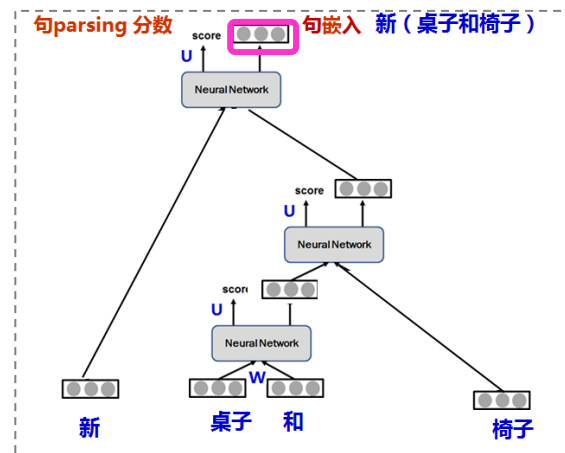 句parsing 分数
score
句嵌入 新（桌子和椅子）
U
Neural Network
score
U
Neural Network
score
U
Neural Network
W
新
桌子
和
椅子